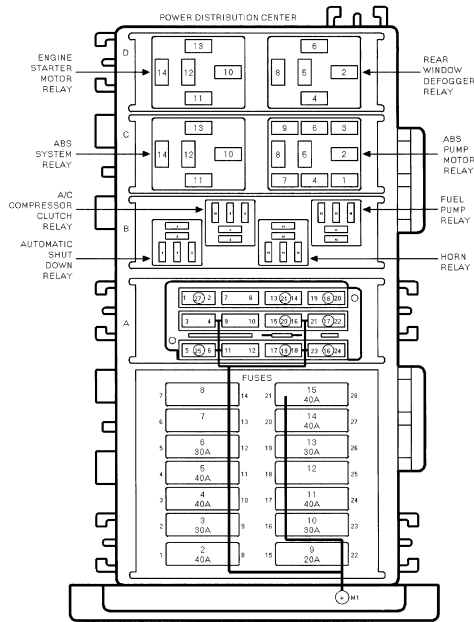 POWER DISTRIBUTION CENTER
D
13 6
ENGINE
STARTER
MOTOR
RELAY
14 12 10 8 5 2
REAR
WINDOW
DEFOGGER
RELAY
11 4
C
13 9 6 3
ABS
SYSTEM
RELAY
14 12 10 8 5 2
ABS
PUMP
MOTOR
RELAY
11 7 4 1
A/C
COMPRESSOR
CLUTCH
RELAY
FUEL
PUMP
RELAY
B
AUTOMATIC
SHUT
DOWN
RELAY
HORN
RELAY
A
1 27 2 7 8 13 21 14 19 18 20
3 4 9 10 15 20 16 21 17 22
5 25 6 11 12 17 19 18 23 16 24
FUSES
7 8 14 21 15 40A 28
6 7 13 20 14 40A 27
5 6 30A 12 19 13 30A 26
4 5 40A 11 18 12 25
3 4 40A 10 17 11 40A 24
2 3 30A 9 16 10 30A 23
1 2 40A 8 15 9 20A 22
+ M1